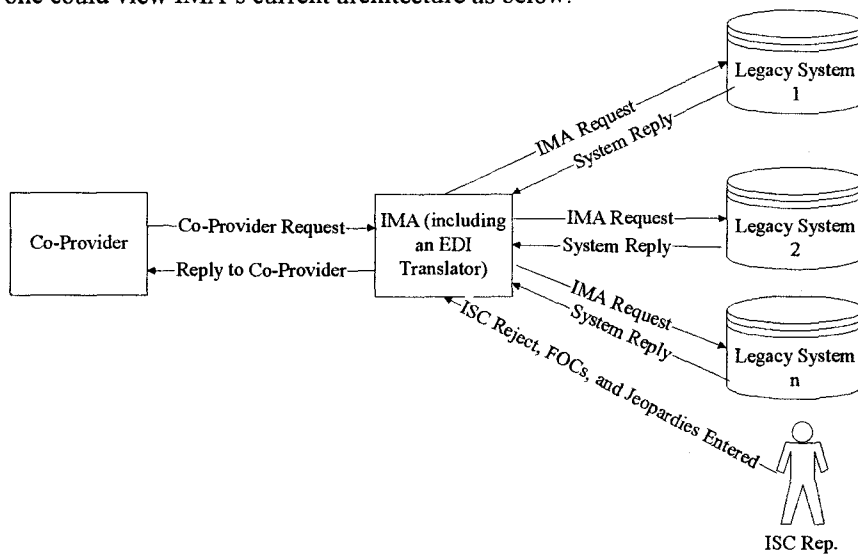 one could view IMA's current architecture as below:
Legacy System
1
IMA Request
System Reply
Co-Provider
Co-Provider Request
Reply to Co-Provider
IMA (including
an EDI
Translator)
IMA Request
System Reply
Legacy System
2
IMA Request
System Reply
Legacy System
n
ISC Reject, FOCs, and Jeopardies Entered
ISC Rep.